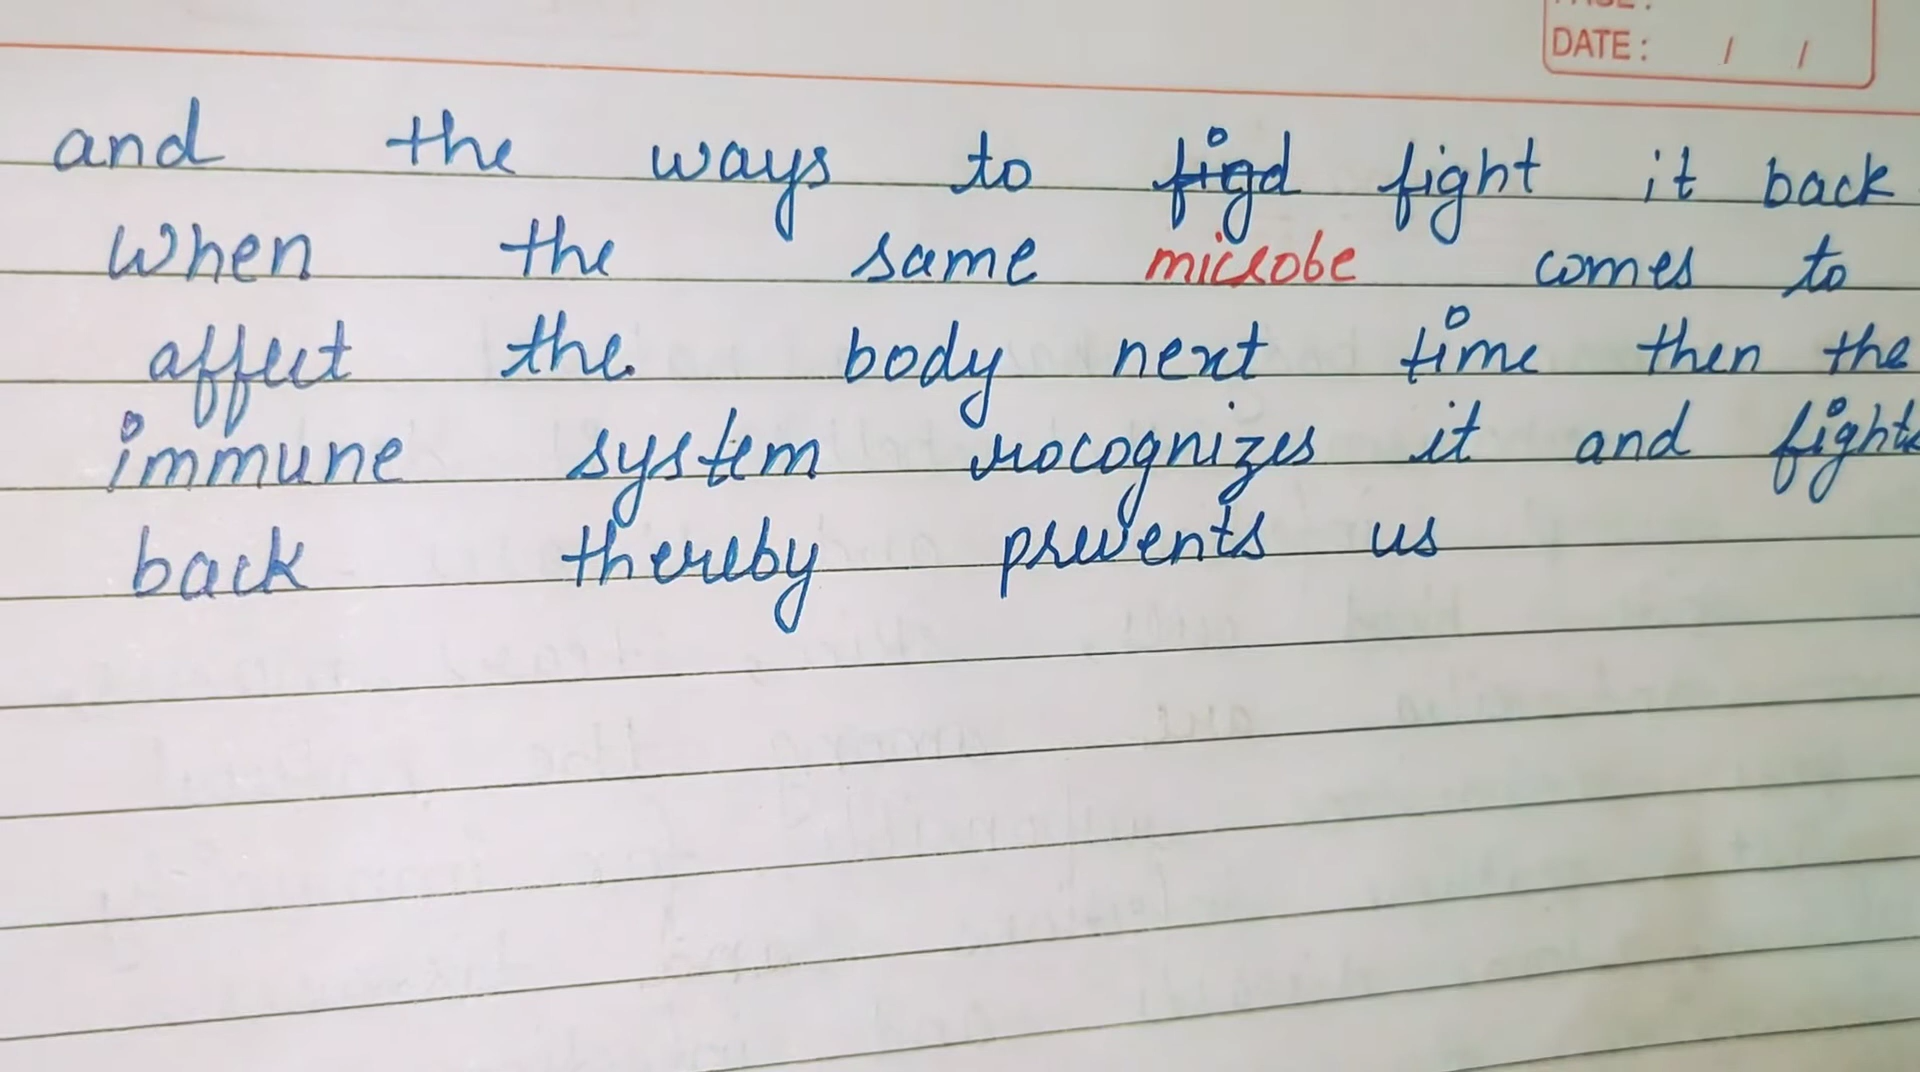 DATE: / /
and the ways to figd fight it back
When the same microbe comes to
affect the. body next time then the
immune system rocognizes it and fights
back thereby prevents us